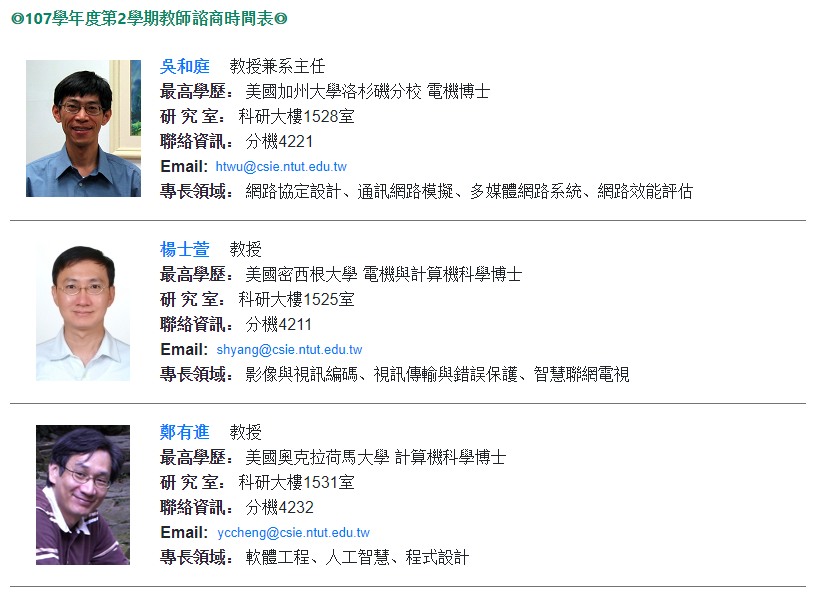 ◎107學年度第2學期教師諮商時間表◎
吳和庭 教授兼系主任
最高學歷： 美國加州大學洛杉磯分校 電機博士
研 究 室： 科研大樓1528室
聯絡資訊： 分機4221
Email: htwu@csie.ntut.edu.tw
專長領域： 網路協定設計、通訊網路模擬、多媒體網路系統、網路效能評估
楊士萱 教授
最高學歷： 美國密西根大學 電機與計算機科學博士
研 究 室： 科研大樓1525室
聯絡資訊： 分機4211
Email: shyang@csie.ntut.edu.tw
專長領域： 影像與視訊編碼、視訊傳輸與錯誤保護、智慧聯網電視
鄭有進 教授
最高學歷： 美國奧克拉荷馬大學 計算機科學博士
研 究 室： 科研大樓1531室
聯絡資訊： 分機4232
Email: yccheng@csie.ntut.edu.tw
專長領域： 軟體工程、人工智慧、程式設計